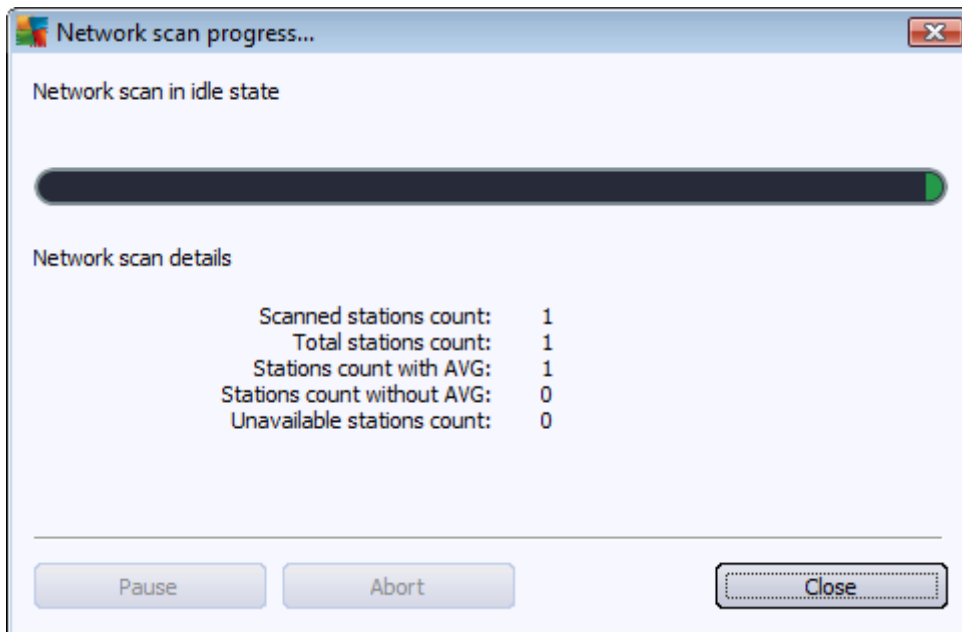 Network scan progress...
Network scan in idle state
Network scan details
Scanned stations count: 1
Total stations count: 1
Stations count with AVG: 1
Stations count without AVG: 0
Unavailable stations count: 0
Pause Abort Close